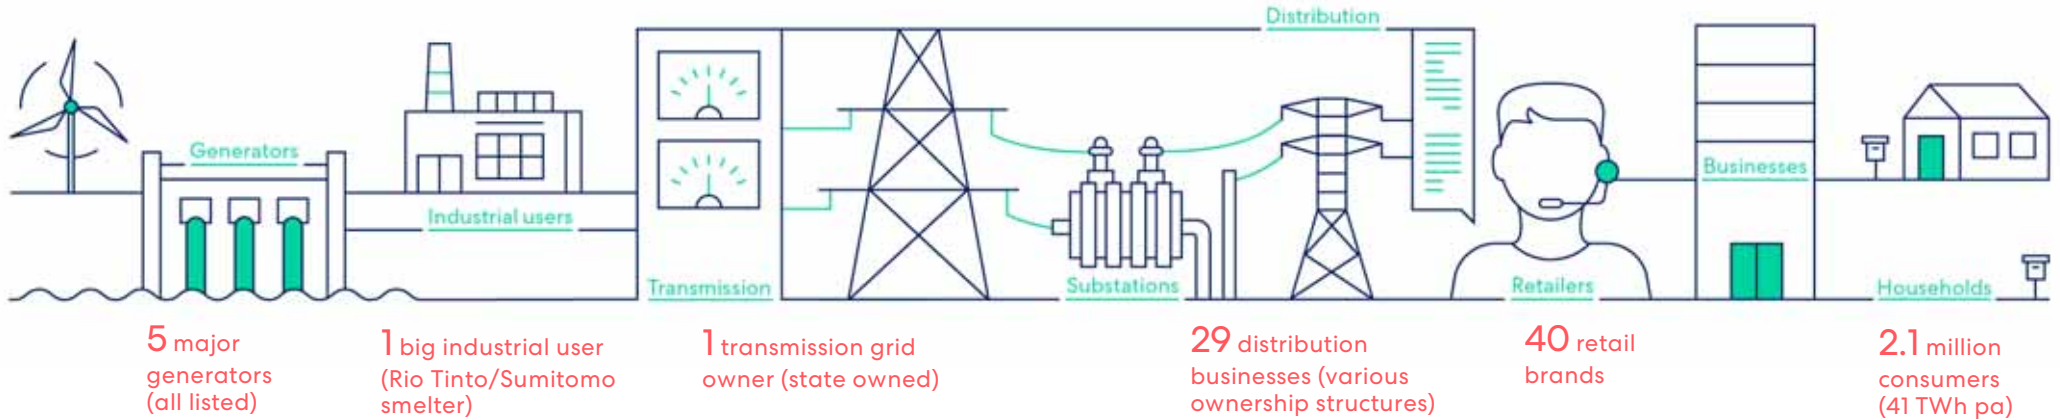 Distribution
Generators
Businesses
Industrial users
Transmission
Substations
Retailers
Households
5 major
generators
(all listed)
1 big industrial user
(Rio Tinto/Sumitomo
smelter)
1 transmission grid
owner (state owned)
29 distribution
businesses (various
ownership structures)
40 retail
brands
2.1 million
consumers
(41 TWh pa)